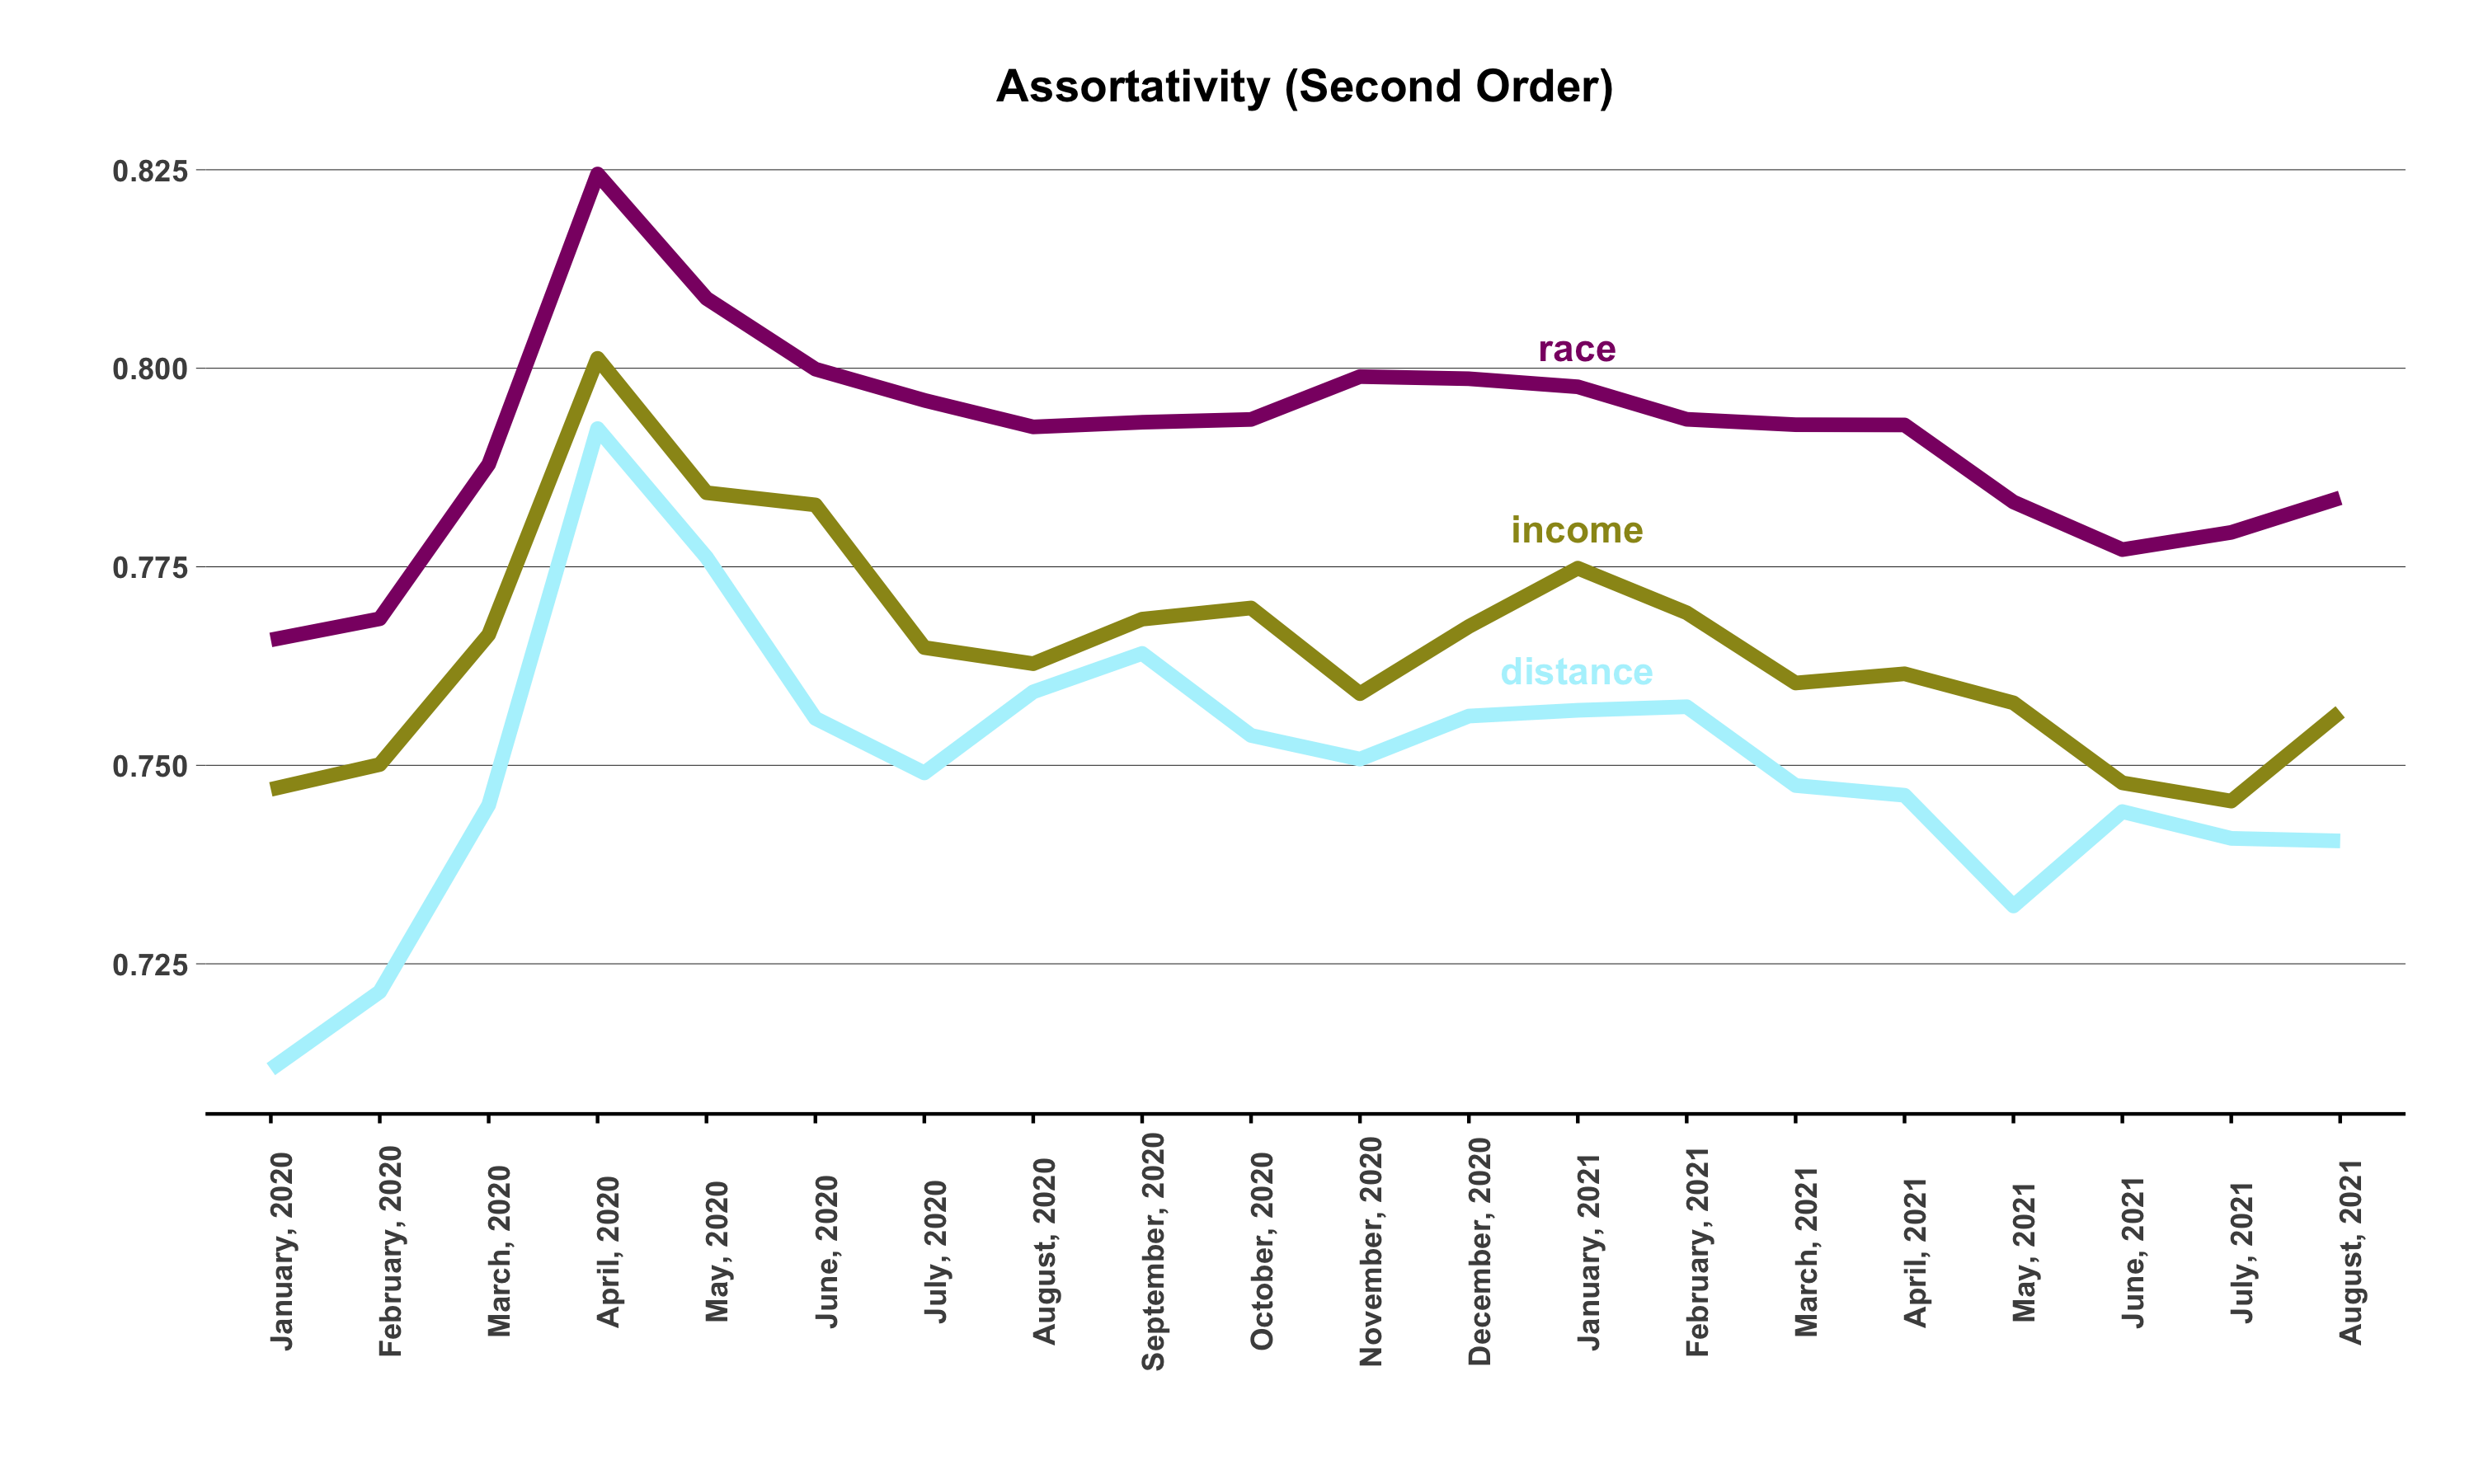 Assortativity (Second Order)
0.825
0.800
0.775
0.750
0.725
race
income
distance
January, 2020
February, 2020
March, 2020
April, 2020
May, 2020
June, 2020
July, 2020
August, 2020
September, 2020
October, 2020
November, 2020
December, 2020
January, 2021
February, 2021
March, 2021
April, 2021
May, 2021
June, 2021
July, 2021
August, 2021